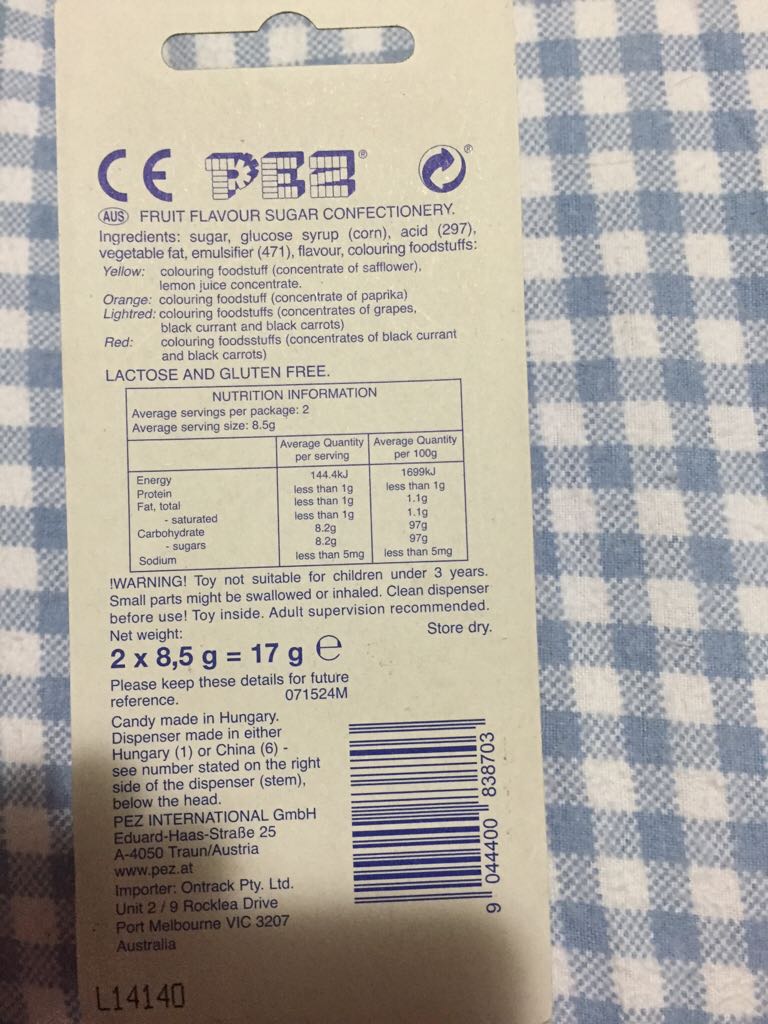 CE PEZ®
AUS FRUIT FLAVOUR SUGAR CONFECTIONERY.
Ingredients: sugar, glucose syrup (corn), acid (297),
vegetable fat, emulsifier (471), flavour, colouring foodstuffs:
Yellow: colouring foodstuff (concentrate of safflower),
lemon juice concentrate.
Orange: colouring foodstuff (concentrate of paprika)
Lightred: colouring foodstuffs (concentrates of grapes,
black currant and black carrots)
Red: colouring foodsstuffs (concentrates of black currant
and black carrots)
LACTOSE AND GLUTEN FREE.
NUTRITION INFORMATION
Average servings per package: 2
Average serving size: 8.5g
Average Quantity per serving Average Quantity per 100g
Energy 144.4kJ 1699kJ
Protein less than 1g less than 1g
Fat, total less than 1g 1.1g
- saturated less than 1g 1.1g
Carbohydrate 8.2g 97g
- sugars 8.2g 97g
Sodium less than 5mg less than 5mg
!WARNING! Toy not suitable for children under 3 years.
Small parts might be swallowed or inhaled. Clean dispenser
before use! Toy inside. Adult supervision recommended.
Net weight: Store dry.
2 x 8,5 g = 17 g ℮
Please keep these details for future
reference. 071524M
Candy made in Hungary.
Dispenser made in either
Hungary (1) or China (6) -
see number stated on the right
side of the dispenser (stem),
below the head.
PEZ INTERNATIONAL GmbH
Eduard-Haas-Straße 25
A-4050 Traun/Austria
www.pez.at
Importer: Ontrack Pty. Ltd.
Unit 2 / 9 Rocklea Drive
Port Melbourne VIC 3207
Australia
9 044400 838703
L14140